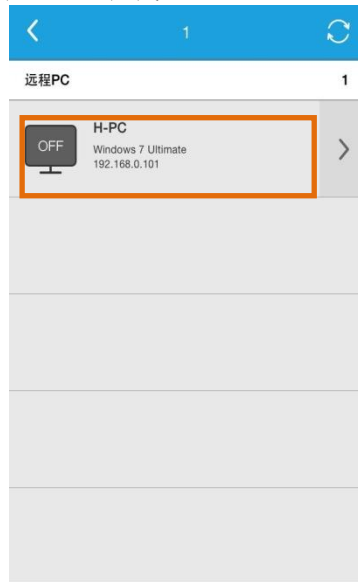 1
远程PC 1
OFF
H-PC
Windows 7 Ultimate
192.168.0.101